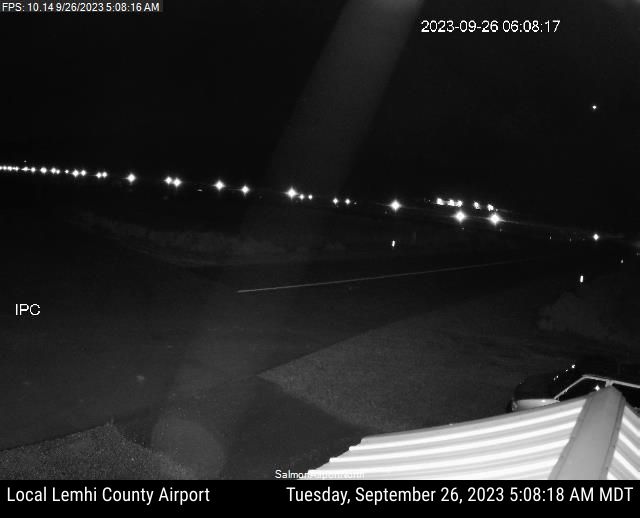 FPS: 10.14 9/26/2023 5:08:16 AM
2023-09-26 06:08:17
IPC
Local Lemhi County Airport
Tuesday, September 26, 2023 5:08:18 AM MDT